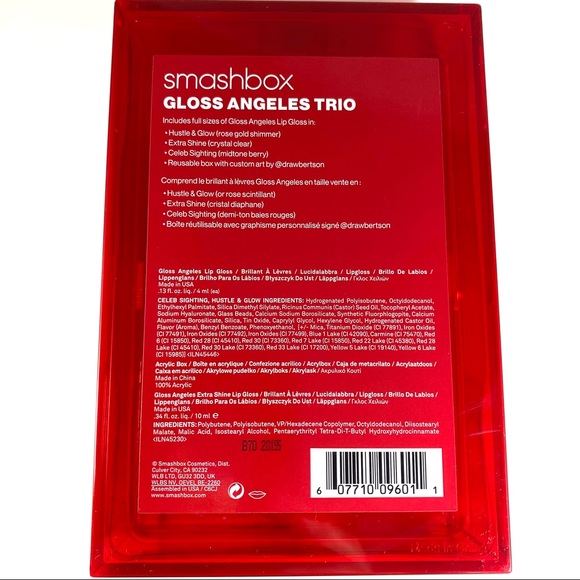 smashbox
GLOSS ANGELES TRIO
Includes full sizes of Gloss Angeles Lip Gloss in:
• Hustle & Glow (rose gold shimmer)
• Extra Shine (crystal clear)
• Celeb Sighting (midtone berry)
• Reusable box with custom art by @drawbertson
Comprend le brillant à lèvres Gloss Angeles en taille vente en :
• Hustle & Glow (or rose scintillant)
• Extra Shine (cristal diaphane)
• Celeb Sighting (demi-ton baies rouges)
• Boîte réutilisable avec graphisme personnalisé signé @drawbertson
Gloss Angeles Lip Gloss / Brillant À Lèvres / Lucidalabbra / Lipgloss / Brillo De Labios /
Lippenglans / Brilho Para Os Lábios / Błyszczyk Do Ust / Läppglans / Γκλος Χειλιών
Made in USA
.13 fl. oz. liq. / 4 ml ℮
CELEB SIGHTING, HUSTLE & GLOW INGREDIENTS: Hydrogenated Polyisobutene, Octyldodecanol,
Ethylhexyl Palmitate, Silica Dimethyl Silylate, Ricinus Communis (Castor) Seed Oil, Tocopheryl Acetate,
Sodium Hyaluronate, Glass Beads, Calcium Sodium Borosilicate, Synthetic Fluorphlogopite, Calcium
Aluminum Borosilicate, Silica, Tin Oxide, Caprylyl Glycol, Hexylene Glycol, Hydrogenated Castor Oil,
Flavor (Aroma), Benzyl Benzoate, Phenoxyethanol, [+/- Mica, Titanium Dioxide (CI 77891), Iron Oxides
(CI 77491), Iron Oxides (CI 77492), Iron Oxides (CI 77499), Blue 1 Lake (CI 42090), Carmine (CI 75470), Red
6 (CI 15850), Red 28 (CI 45410), Red 30 (CI 73360), Red 7 Lake (CI 15850), Red 22 Lake (CI 45380), Red 28
Lake (CI 45410), Red 30 Lake (CI 73360), Red 33 Lake (CI 17200), Yellow 5 Lake (CI 19140), Yellow 6 Lake
(CI 15985)] <ILN45446>
Acrylic Box / Boîte en acrylique / Confezione acrilico / Acrylbox / Caja de metacrilato / Acrylaatdoos
/ Caixa em acrílico / Akrylowe pudełko / Akrylboks / Akrylask / Ακρυλικό Κουτί
Made in China
100% Acrylic
Gloss Angeles Extra Shine Lip Gloss / Brillant À Lèvres / Lucidalabbra / Lipgloss / Brillo De Labios /
Lippenglans / Brilho Para Os Lábios / Błyszczyk Do Ust / Läppglans / Γκλος Χειλιών
Made in USA
.34 fl. oz. liq. / 10 ml ℮
INGREDIENTS: Polybutene, Polyisobutene, VP/Hexadecene Copolymer, Octyldodecanol, Diisostearyl
Malate, Malic Acid, Isostearyl Alcohol, Pentaerythrityl Tetra-Di-T-Butyl Hydroxyhydrocinnamate
<ILN45230>
© Smashbox Cosmetics, Dist.
Culver City, CA 90232
WLB LTD, GU32 3DD, UK
WLBS NV, OEVEL BE-2260
Assembled in USA / C6CJ
www.smashbox.com
6 07710 09601 1